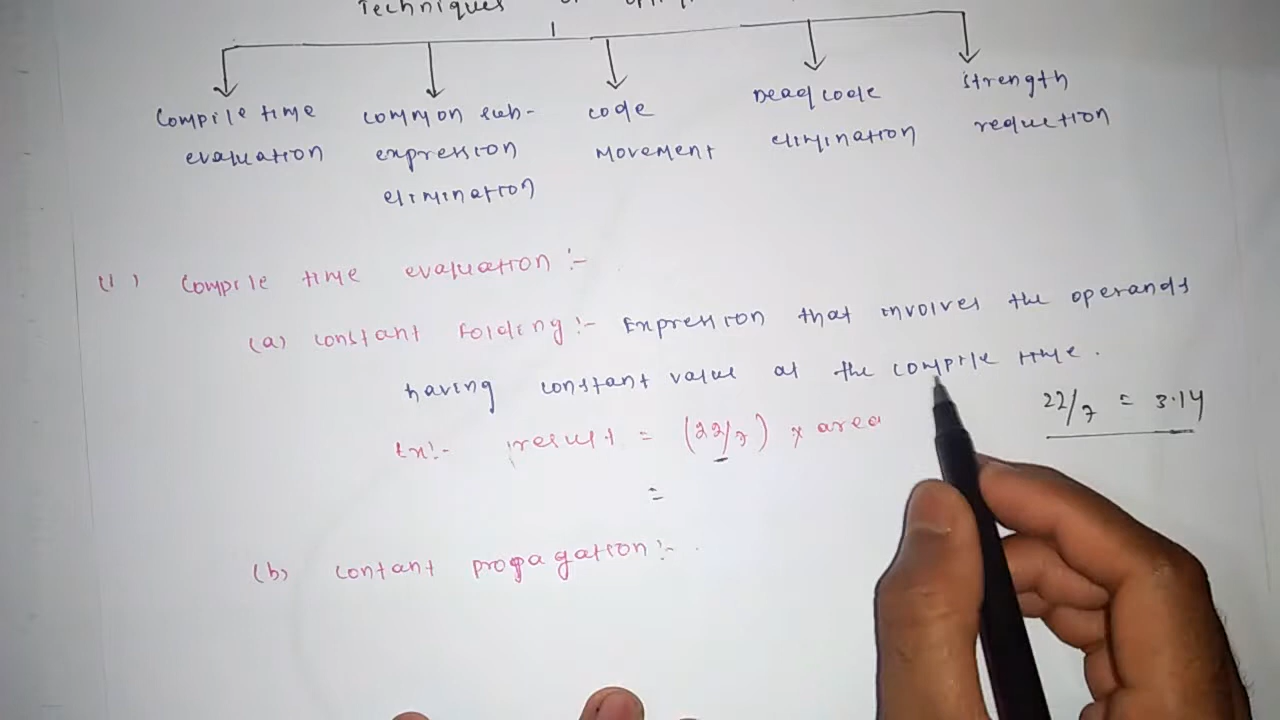 Techniques
Compile time evaluation
common sub-expression elimination
code movement
Dead code elimination
strength reduction
(1) Compile time evaluation :-
(a) constant Folding :- Expression that involves the operands
having constant value at the compile time.
22/7 = 3.14
Ex:- result = (22/7) x area
=
(b) contant propagation :-